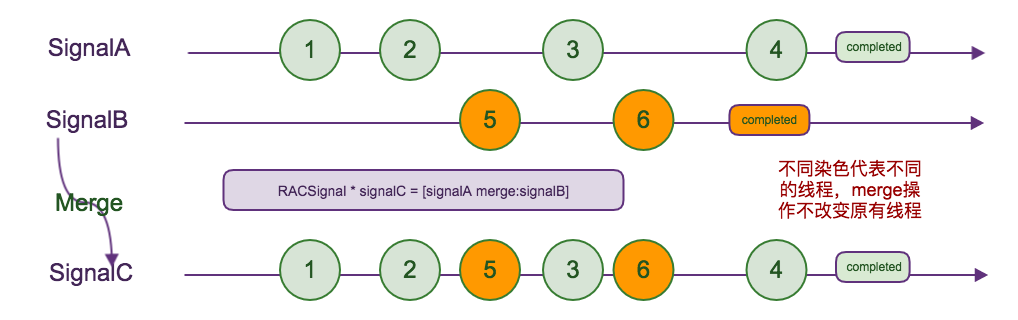 SignalA
1
2
3
4
completed
SignalB
5
6
completed
Merge
RACSignal * signalC = [signalA merge:signalB]
不同染色代表不同
的线程，merge操
作不改变原有线程
SignalC
1
2
5
3
6
4
completed